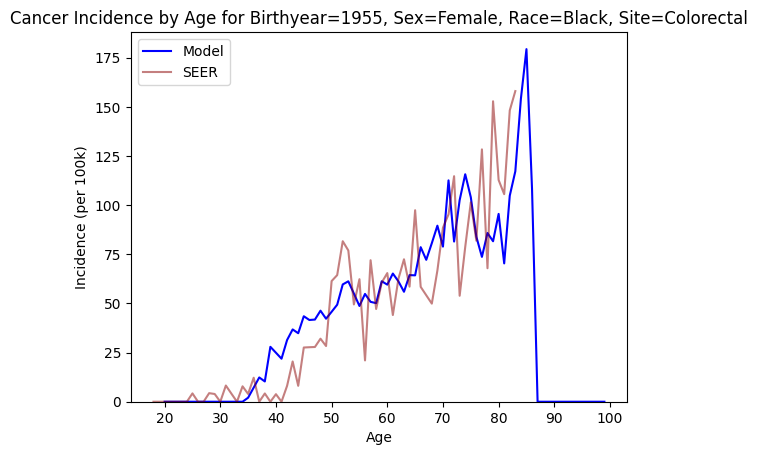 Cancer Incidence by Age for Birthyear=1955, Sex=Female, Race=Black, Site=Colorectal
Model
SEER
175
150
125
100
75
50
25
0
Incidence (per 100k)
20 30 40 50 60 70 80 90 100
Age